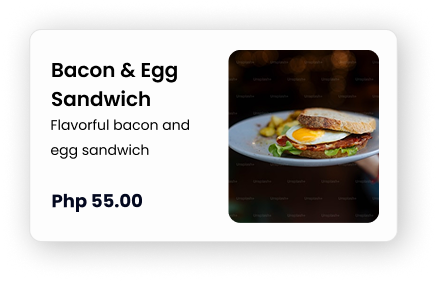 Bacon & Egg
Sandwich
Flavorful bacon and
egg sandwich
Php 55.00